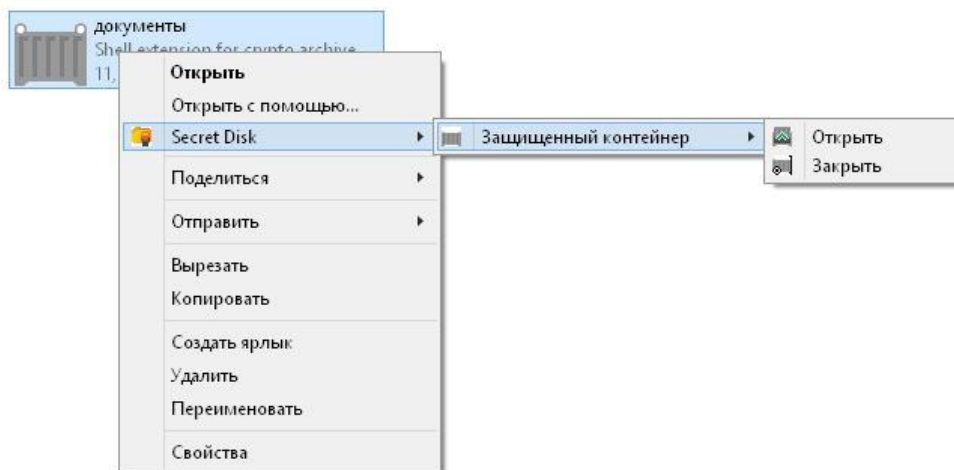 документы
Shell extension for crypto archive
11,
Открыть
Открыть с помощью...
Secret Disk
Защищенный контейнер
Открыть
Закрыть
Поделиться
Отправить
Вырезать
Копировать
Создать ярлык
Удалить
Переименовать
Свойства